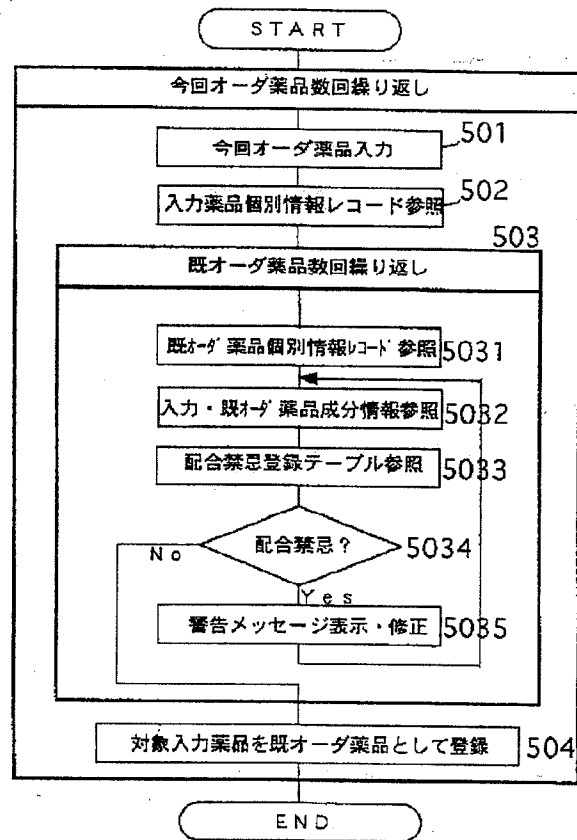 START
今回オーダ薬品数回繰り返し
今回オーダ薬品入力
501
入力薬品個別情報レコード参照
502
503
既オーダ薬品数回繰り返し
既オーダ薬品個別情報レコード参照
5031
入力・既オーダ薬品成分情報参照
5032
配合禁忌登録テーブル参照
5033
配合禁忌?
5034
No
Yes
警告メッセージ表示・修正
5035
対象入力薬品を既オーダ薬品として登録
504
END